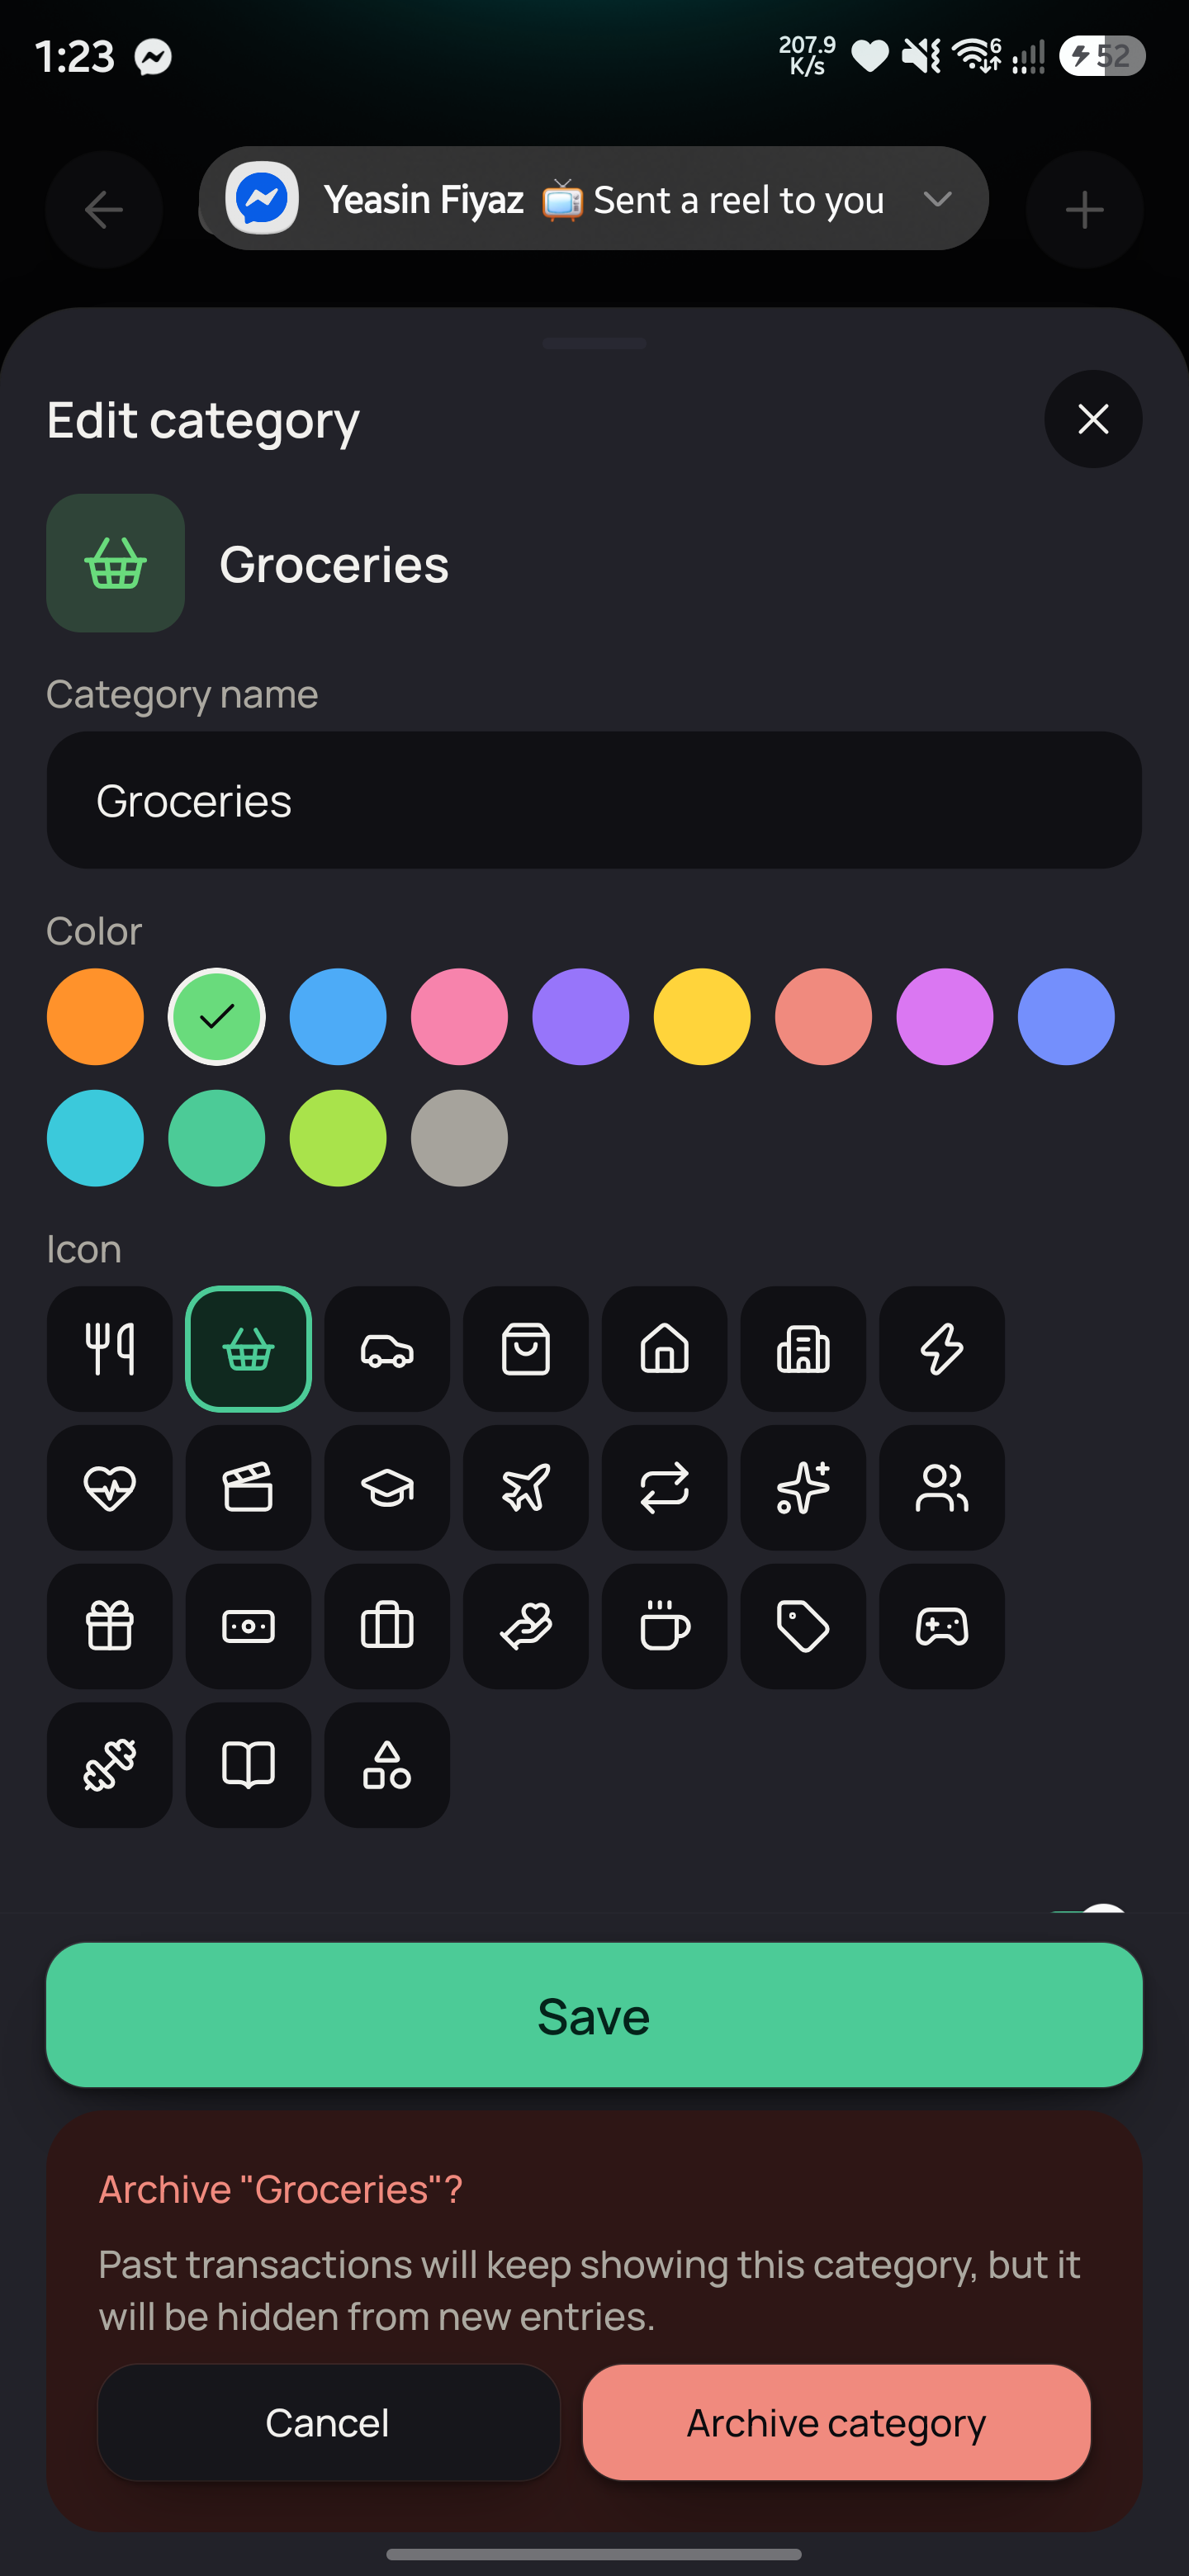 1:23
207.9
K/s
6
52
Yeasin Fiyaz 📺 Sent a reel to you
Edit category
Groceries
Category name
Groceries
Color
Icon
Save
Archive "Groceries"?
Past transactions will keep showing this category, but it
will be hidden from new entries.
Cancel
Archive category